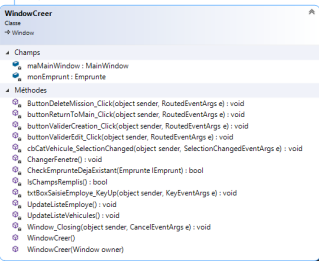 WindowCreer
Classe
Window
Champs
maMainWindow : MainWindow
monEmprunt : Emprunte
Méthodes
ButtonDeleteMission_Click(object sender, RoutedEventArgs e) : void
buttonReturnToMain_Click(object sender, RoutedEventArgs e) : void
buttonValiderCreation_Click(object sender, RoutedEventArgs e) : void
buttonValiderEdit_Click(object sender, RoutedEventArgs e) : void
cbCatVehicule_SelectionChanged(object sender, SelectionChangedEventArgs e) : void
ChangerFenetre() : void
CheckEmprunteDejaExistant(Emprunte lEmprunt) : bool
IsChampsRemplis() : bool
txtBoxSaisieEmploye_KeyUp(object sender, KeyEventArgs e) : void
UpdateListeEmploye() : void
UpdateListeVehicules() : void
Window_Closing(object sender, CancelEventArgs e) : void
WindowCreer()
WindowCreer(Window owner)